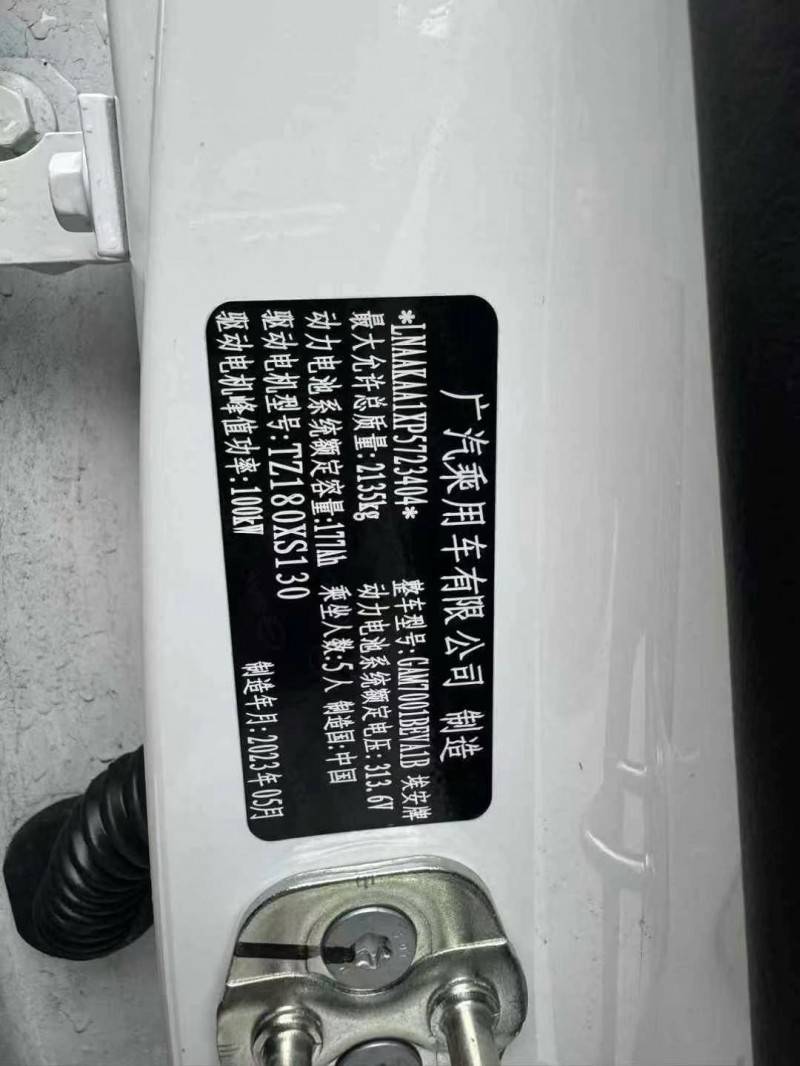 广汽乘用车有限公司 制造
*LNAAKAA1XP5723404* 整车型号:GAM7001BEVA1B 埃安牌
最大允许总质量:2135kg 动力电池系统额定电压:313.6V
动力电池系统额定容量:177Ah 乘坐人数:5人 制造国:中国
驱动电机型号:TZ180XS130
驱动电机峰值功率:100kW 制造年月:2023年05月